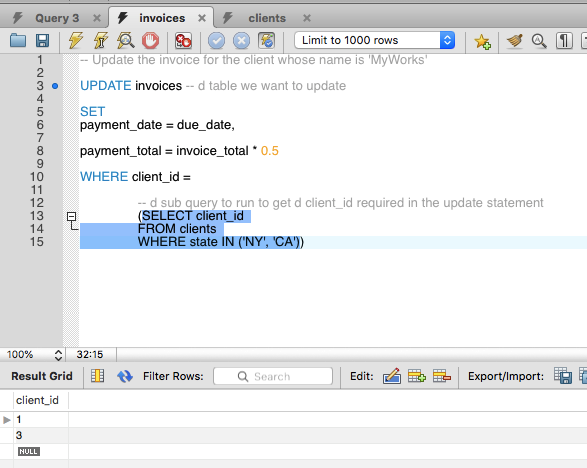 Query 3
invoices
clients
Limit to 1000 rows
1 -- Update the invoice for the client whose name is 'MyWorks'
2
3 UPDATE invoices -- d table we want to update
4
5 SET
6 payment_date = due_date,
7
8 payment_total = invoice_total * 0.5
9
10 WHERE client_id =
11
12 -- d sub query to run to get d client_id required in the update statement
13 (SELECT client_id
14 FROM clients
15 WHERE state IN ('NY', 'CA'))
100% 32:15
Result Grid Filter Rows: Search Edit: Export/Import:
client_id
1
3
NULL